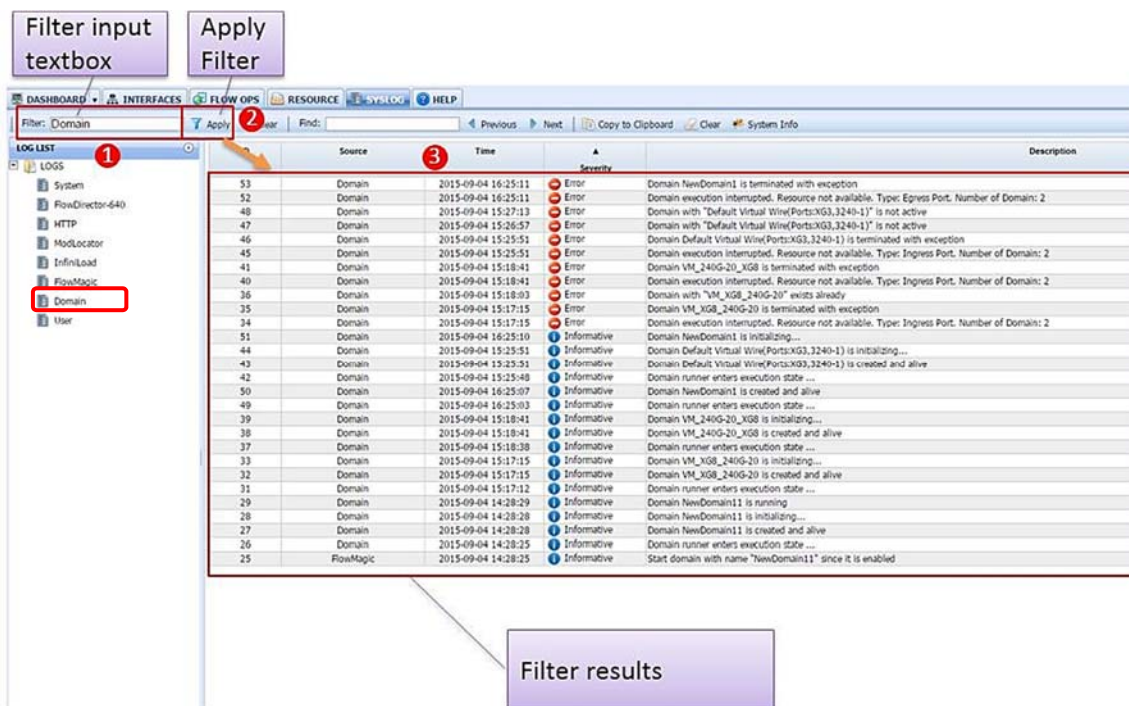 Filter input textbox
Apply Filter
DASHBOARD INTERFACES FLOW OPS RESOURCE SYSLOG HELP
Filter: Domain Apply 2 ear Find: Previous Next Copy to Clipboard Clear System Info
LOG LIST
1
LOGS
System
FlowDirector-640
HTTP
ModLocator
InfiniLoad
FlowMagic
Domain
User
Source 3 Time Severity Description
53 Domain 2015-09-04 16:25:11 Error Domain NewDomain1 is terminated with exception
52 Domain 2015-09-04 16:25:11 Error Domain execution interrupted. Resource not available. Type: Egress Port. Number of Domain: 2
48 Domain 2015-09-04 15:27:13 Error Domain with "Default Virtual Wire(Ports:XG3,3240-1)" is not active
47 Domain 2015-09-04 15:26:57 Error Domain with "Default Virtual Wire(Ports:XG3,3240-1)" is not active
46 Domain 2015-09-04 15:25:51 Error Domain Default Virtual Wire(Ports:XG3,3240-1) is terminated with exception
45 Domain 2015-09-04 15:25:51 Error Domain execution interrupted. Resource not available. Type: Ingress Port. Number of Domain: 2
41 Domain 2015-09-04 15:18:41 Error Domain VM_240G-20_XG8 is terminated with exception
40 Domain 2015-09-04 15:18:41 Error Domain execution interrupted. Resource not available. Type: Ingress Port. Number of Domain: 2
36 Domain 2015-09-04 15:18:03 Error Domain with "VM_XG8_240G-20" exists already
35 Domain 2015-09-04 15:17:15 Error Domain VM_XG8_240G-20 is terminated with exception
34 Domain 2015-09-04 15:17:15 Error Domain execution interrupted. Resource not available. Type: Ingress Port. Number of Domain: 2
51 Domain 2015-09-04 16:25:10 Informative Domain NewDomain1 is initializing...
44 Domain 2015-09-04 15:25:51 Informative Domain Default Virtual Wire(Ports:XG3,3240-1) is initializing...
43 Domain 2015-09-04 15:25:51 Informative Domain Default Virtual Wire(Ports:XG3,3240-1) is created and alive
42 Domain 2015-09-04 15:25:48 Informative Domain runner enters execution state ...
50 Domain 2015-09-04 16:25:07 Informative Domain NewDomain1 is created and alive
49 Domain 2015-09-04 16:25:03 Informative Domain runner enters execution state ...
39 Domain 2015-09-04 15:18:41 Informative Domain VM_240G-20_XG8 is initializing...
38 Domain 2015-09-04 15:18:41 Informative Domain VM_240G-20_XG8 is created and alive
37 Domain 2015-09-04 15:18:38 Informative Domain runner enters execution state ...
33 Domain 2015-09-04 15:17:15 Informative Domain VM_XG8_240G-20 is initializing...
32 Domain 2015-09-04 15:17:15 Informative Domain VM_XG8_240G-20 is created and alive
31 Domain 2015-09-04 15:17:12 Informative Domain runner enters execution state ...
29 Domain 2015-09-04 14:28:29 Informative Domain NewDomain11 is running
28 Domain 2015-09-04 14:28:28 Informative Domain NewDomain11 is initializing...
27 Domain 2015-09-04 14:28:28 Informative Domain NewDomain11 is created and alive
26 Domain 2015-09-04 14:28:25 Informative Domain runner enters execution state ...
25 FlowMagic 2015-09-04 14:28:25 Informative Start domain with name "NewDomain11" since it is enabled
Filter results